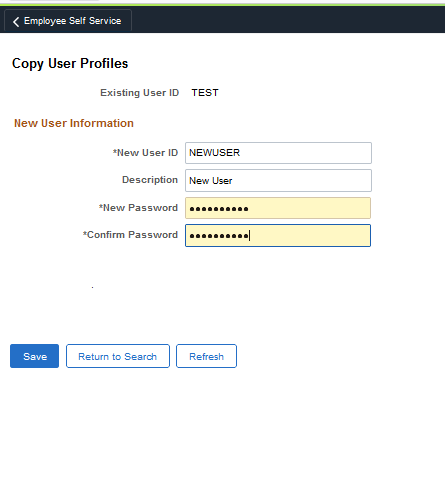 Employee Self Service
Copy User Profiles
Existing User ID TEST
New User Information
*New User ID NEWUSER
Description New User
*New Password ••••••••••
*Confirm Password ••••••••••
Save Return to Search Refresh